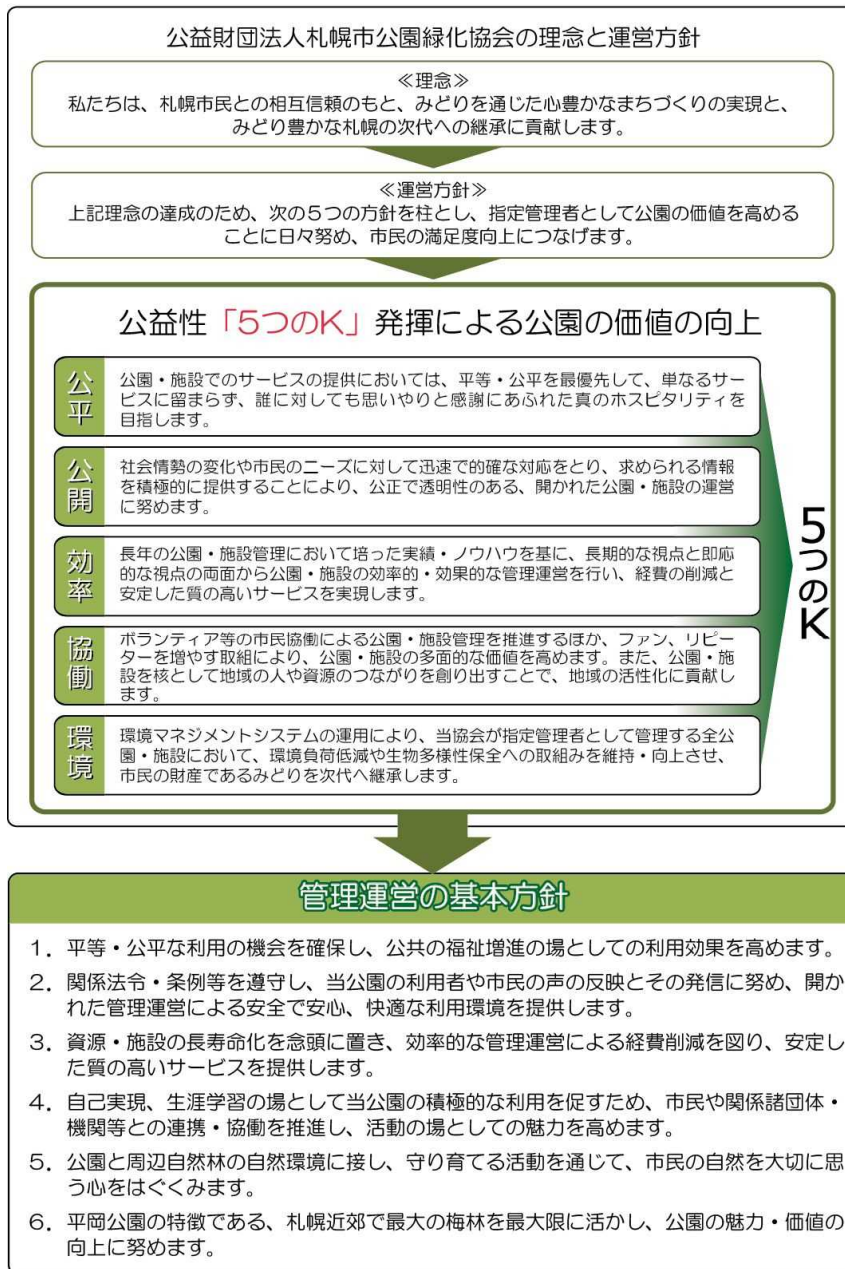 公益財団法人札幌市公園緑化協会の理念と運営方針
≪理念≫
私たちは、札幌市民との相互信頼のもと、みどりを通じた心豊かなまちづくりの実現と、
みどり豊かな札幌の次代への継承に貢献します。
≪運営方針≫
上記理念の達成のため、次の5つの方針を柱とし、指定管理者として公園の価値を高める
ことに日々努め、市民の満足度向上につなげます。
公益性「5つのK」発揮による公園の価値の向上
公平
公園・施設でのサービスの提供においては、平等・公平を最優先して、単なるサー
ビスに留まらず、誰に対しても思いやりと感謝にあふれた真のホスピタリティを
目指します。
公開
社会情勢の変化や市民のニーズに対して迅速で的確な対応をとり、求められる情報
を積極的に提供することにより、公正で透明性のある、開かれた公園・施設の運営
に努めます。
効率
長年の公園・施設管理において培った実績・ノウハウを基に、長期的な視点と即応
的な視点の両面から公園・施設の効率的・効果的な管理運営を行い、経費の削減と
安定した質の高いサービスを実現します。
協働
ボランティア等の市民協働による公園・施設管理を推進するほか、ファン、リピー
ターを増やす取組により、公園・施設の多面的な価値を高めます。また、公園・施
設を核として地域の人や資源のつながりを創り出すことで、地域の活性化に貢献し
ます。
環境
環境マネジメントシステムの運用により、当協会が指定管理者として管理する全公
園・施設において、環境負荷低減や生物多様性保全への取組みを維持・向上させ、
市民の財産であるみどりを次代へ継承します。
5つのK
管理運営の基本方針
1．平等・公平な利用の機会を確保し、公共の福祉増進の場としての利用効果を高めます。
2．関係法令・条例等を遵守し、当公園の利用者や市民の声の反映とその発信に努め、開か
れた管理運営による安全で安心、快適な利用環境を提供します。
3．資源・施設の長寿命化を念頭に置き、効率的な管理運営による経費削減を図り、安定し
た質の高いサービスを提供します。
4．自己実現、生涯学習の場として当公園の積極的な利用を促すため、市民や関係諸団体・
機関等との連携・協働を推進し、活動の場としての魅力を高めます。
5．公園と周辺自然林の自然環境に接し、守り育てる活動を通じて、市民の自然を大切に思
う心をはぐくみます。
6．平岡公園の特徴である、札幌近郊で最大の梅林を最大限に活かし、公園の魅力・価値の
向上に努めます。